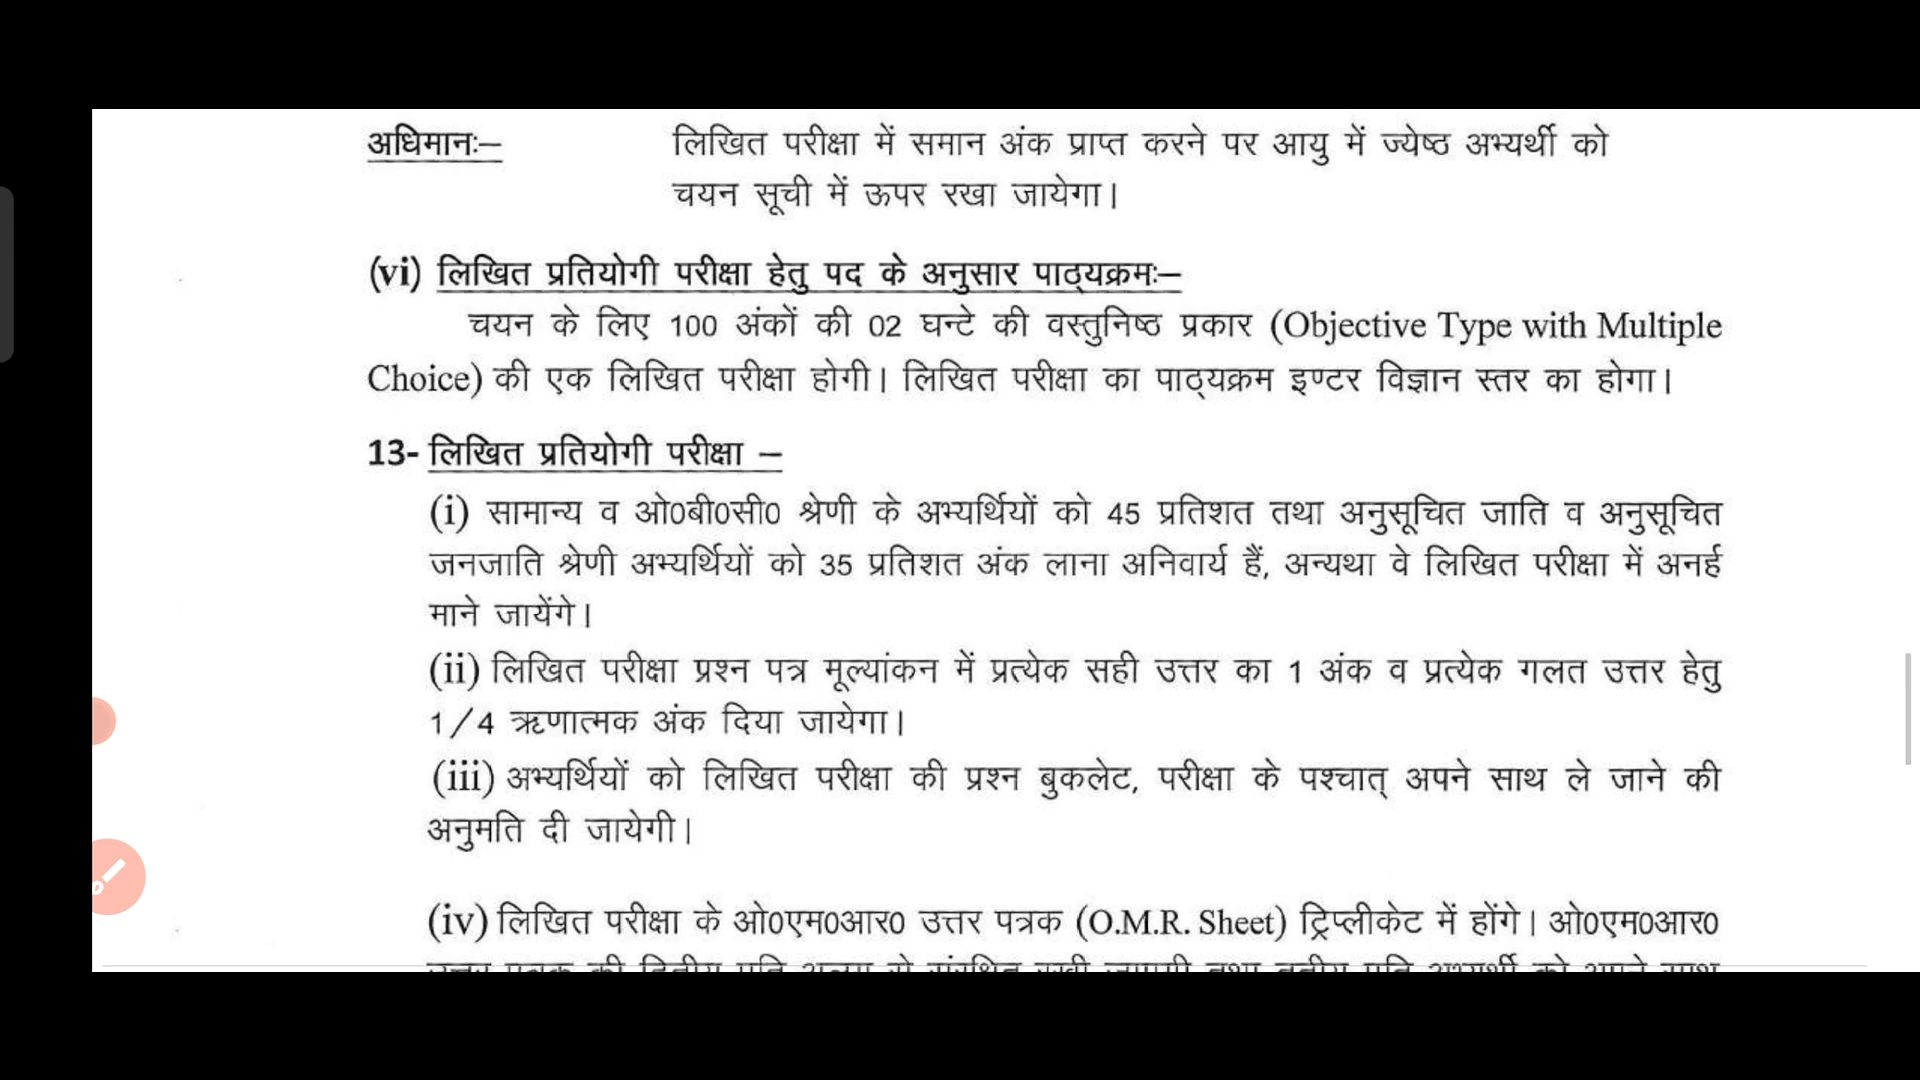 अधिमानः– लिखित परीक्षा में समान अंक प्राप्त करने पर आयु में ज्येष्ठ अभ्यर्थी को
चयन सूची में ऊपर रखा जायेगा।
(vi) लिखित प्रतियोगी परीक्षा हेतु पद के अनुसार पाठ्यक्रमः–
चयन के लिए 100 अंकों की 02 घन्टे की वस्तुनिष्ठ प्रकार (Objective Type with Multiple
Choice) की एक लिखित परीक्षा होगी। लिखित परीक्षा का पाठ्यक्रम इण्टर विज्ञान स्तर का होगा।
13- लिखित प्रतियोगी परीक्षा –
(i) सामान्य व ओ0बी0सी0 श्रेणी के अभ्यर्थियों को 45 प्रतिशत तथा अनुसूचित जाति व अनुसूचित
जनजाति श्रेणी अभ्यर्थियों को 35 प्रतिशत अंक लाना अनिवार्य हैं, अन्यथा वे लिखित परीक्षा में अनर्ह
माने जायेंगे।
(ii) लिखित परीक्षा प्रश्न पत्र मूल्यांकन में प्रत्येक सही उत्तर का 1 अंक व प्रत्येक गलत उत्तर हेतु
1/4 ऋणात्मक अंक दिया जायेगा।
(iii) अभ्यर्थियों को लिखित परीक्षा की प्रश्न बुकलेट, परीक्षा के पश्चात् अपने साथ ले जाने की
अनुमति दी जायेगी।
(iv) लिखित परीक्षा के ओ0एम0आर0 उत्तर पत्रक (O.M.R. Sheet) ट्रिप्लीकेट में होंगे। ओ0एम0आर0